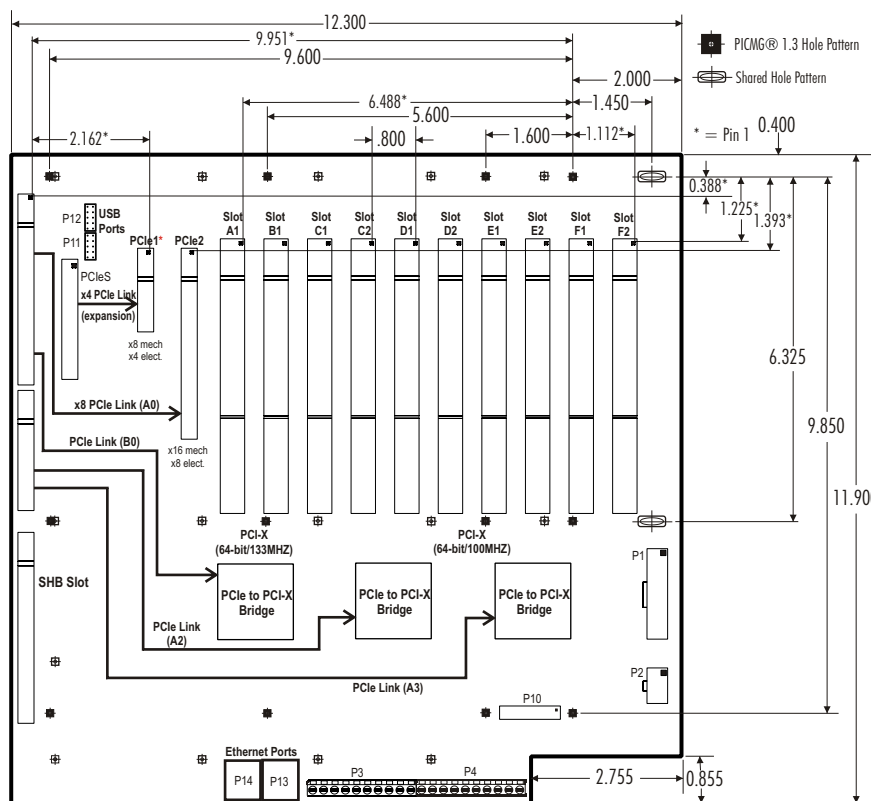 12.300
9.951*
9.600
PICMG® 1.3 Hole Pattern
2.000
Shared Hole Pattern
6.488*
1.450
5.600
2.162*
.800
1.600
1.112*
* = Pin 1
0.400
0.388*
1.225*
1.393*
P12
USB
Ports
P11
PCIe1*
PCIe2
Slot
A1
Slot
B1
Slot
C1
Slot
C2
Slot
D1
Slot
D2
Slot
E1
Slot
E2
Slot
F1
Slot
F2
PCIeS
x4 PCIe Link
(expansion)
x8 mech
x4 elect.
6.325
x8 PCIe Link (A0)
9.850
PCIe Link (B0)
x16 mech
x8 elect.
11.900
PCI-X
(64-bit/133MHZ)
PCI-X
(64-bit/100MHZ)
P1
SHB Slot
PCIe to PCI-X
Bridge
PCIe to PCI-X
Bridge
PCIe to PCI-X
Bridge
PCIe Link
(A2)
P2
PCIe Link (A3)
P10
Ethernet Ports
P14
P13
P3
P4
2.755
0.855